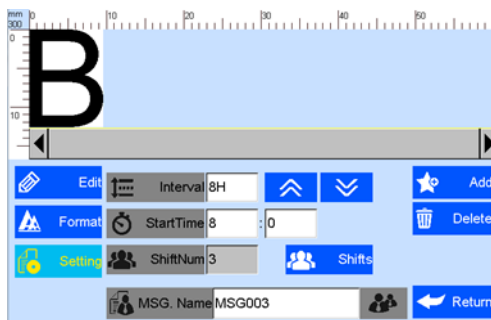 mm 0 10 20 30 40 50
300
0
B
10
Edit Interval 8H Add
Format StartTime 8 : 0 Delete
Setting ShiftNum 3 Shifts
MSG. Name MSG003 Return